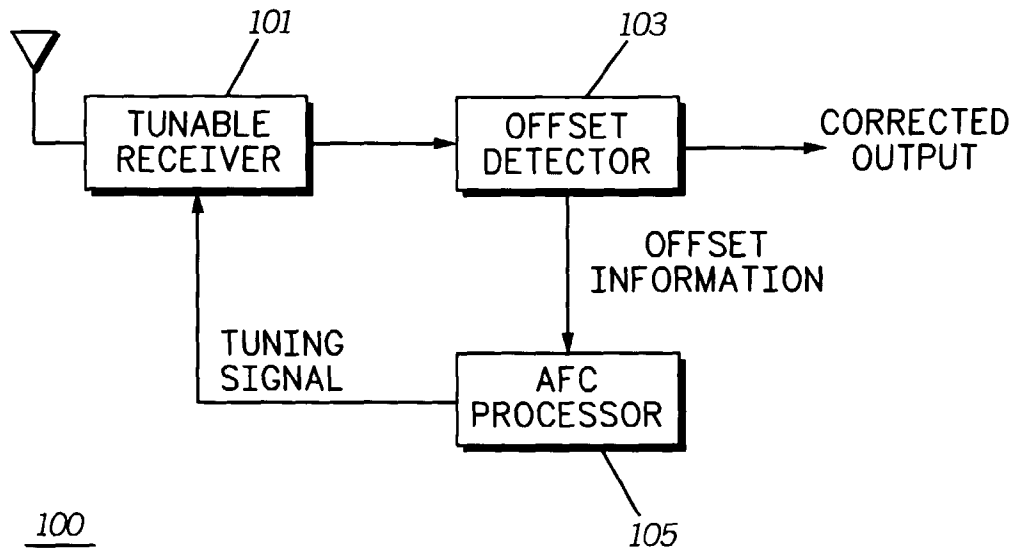 101
103
TUNABLE
RECEIVER
OFFSET
DETECTOR
CORRECTED
OUTPUT
OFFSET
INFORMATION
TUNING
SIGNAL
AFC
PROCESSOR
100
105